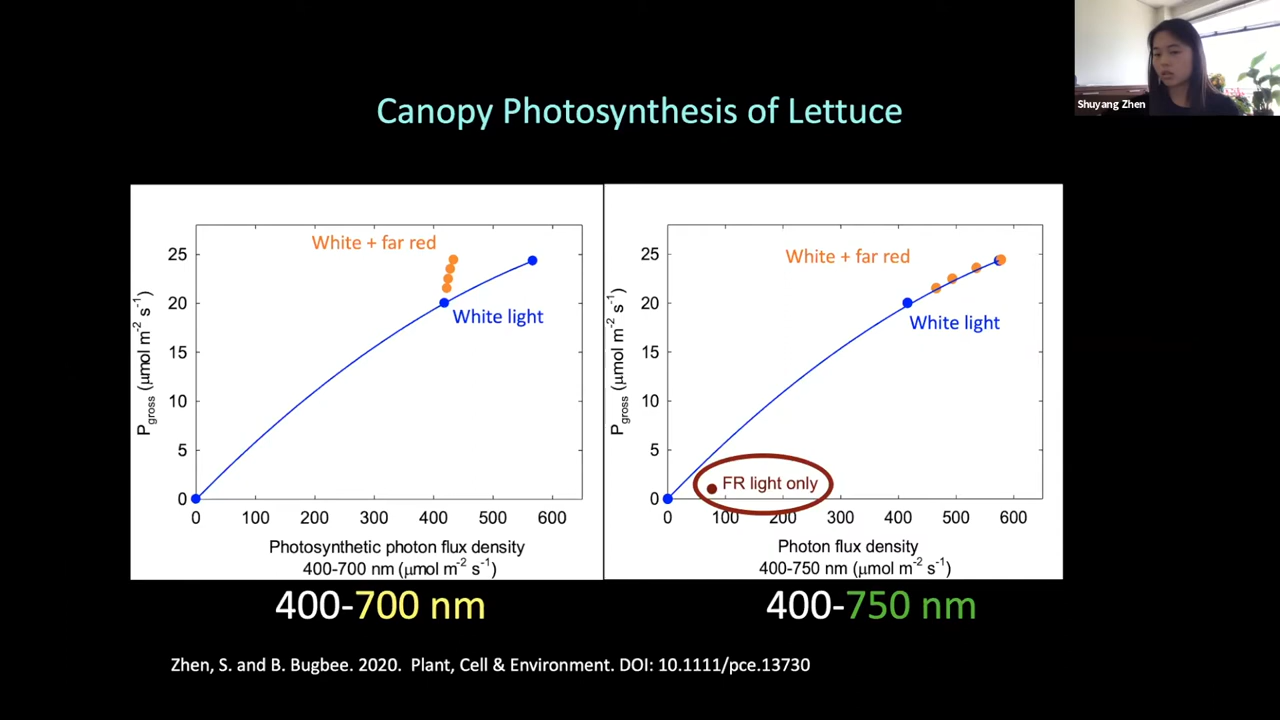 Shuyang Zhen
Canopy Photosynthesis of Lettuce
White + far red
White light
25
20
15
10
5
0
P_gross (μmol m⁻² s⁻¹)
0 100 200 300 400 500 600
Photosynthetic photon flux density
400-700 nm (μmol m⁻² s⁻¹)
White + far red
White light
FR light only
25
20
15
10
5
0
P_gross (μmol m⁻² s⁻¹)
0 100 200 300 400 500 600
Photon flux density
400-750 nm (μmol m⁻² s⁻¹)
400-700 nm
400-750 nm
Zhen, S. and B. Bugbee. 2020. Plant, Cell & Environment. DOI: 10.1111/pce.13730